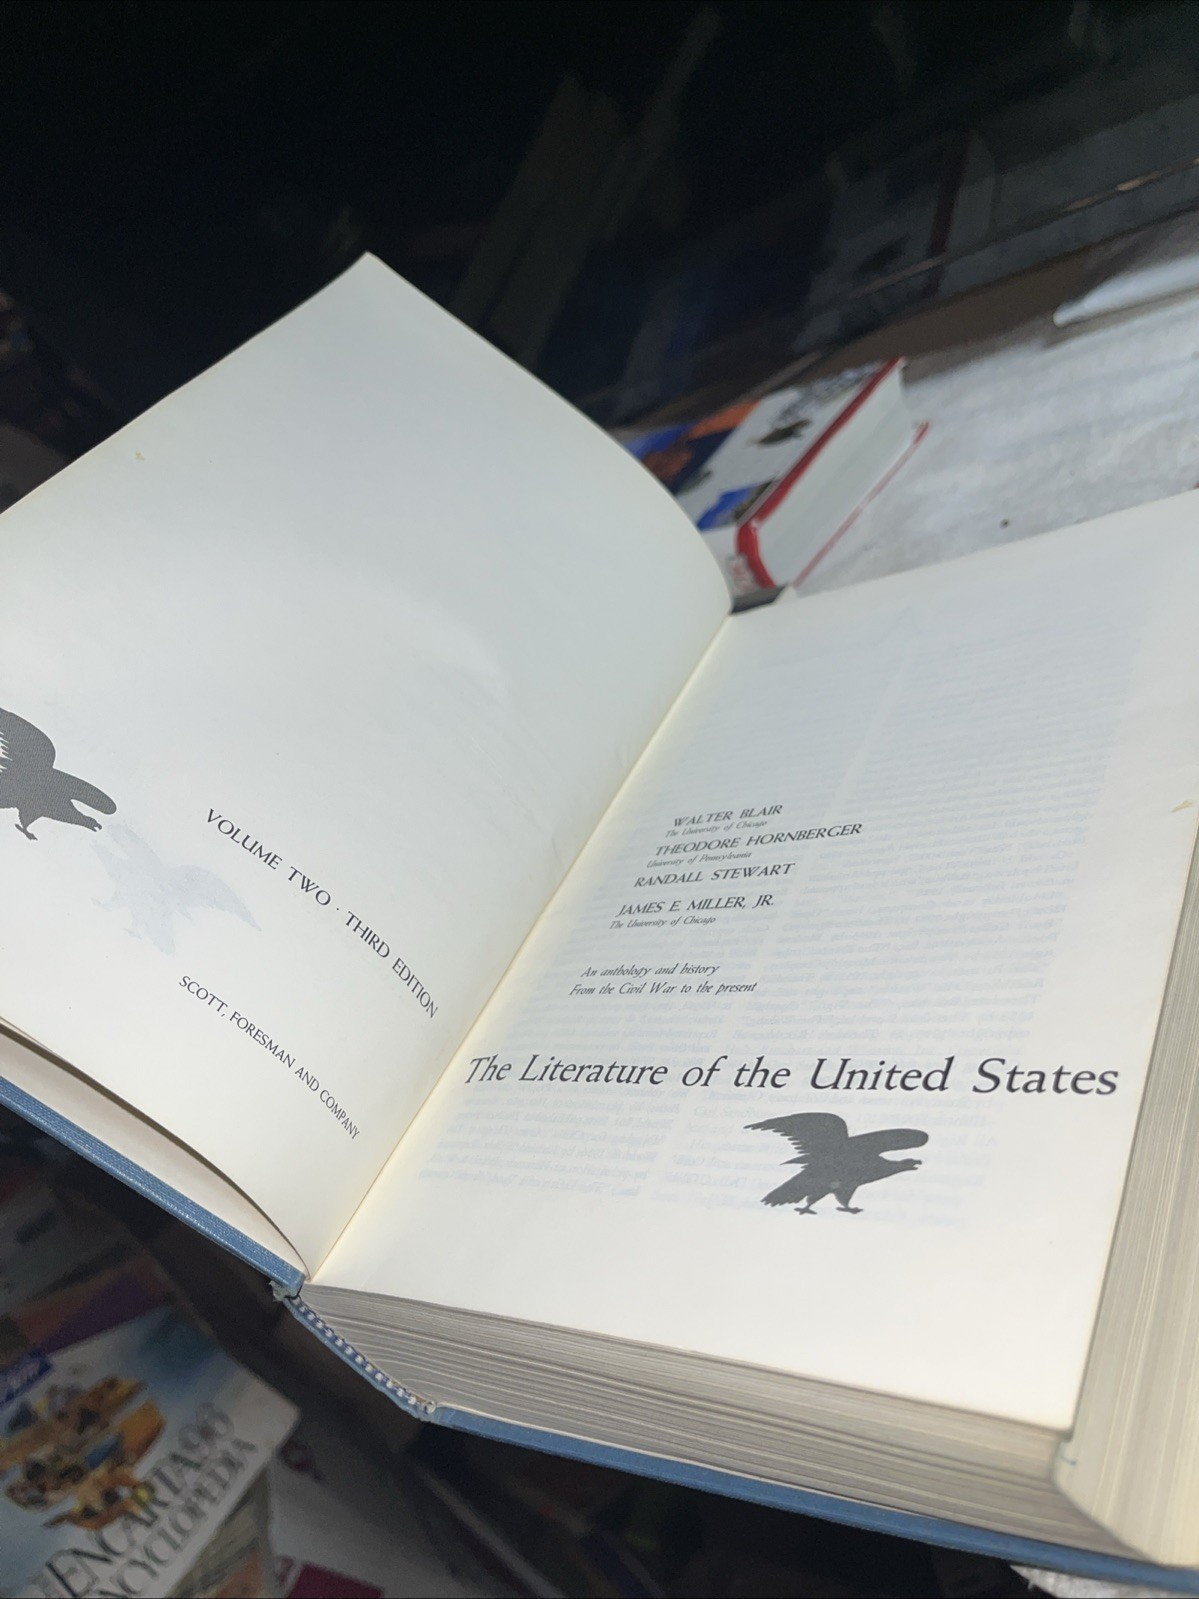 VOLUME TWO · THIRD EDITION
SCOTT, FORESMAN AND COMPANY
WALTER BLAIR
The University of Chicago
THEODORE HORNBERGER
University of Pennsylvania
RANDALL STEWART
JAMES E. MILLER, JR.
The University of Chicago
An anthology and history
From the Civil War to the present
The Literature of the United States
ENCARTA 96
ENCYCLOPEDIA